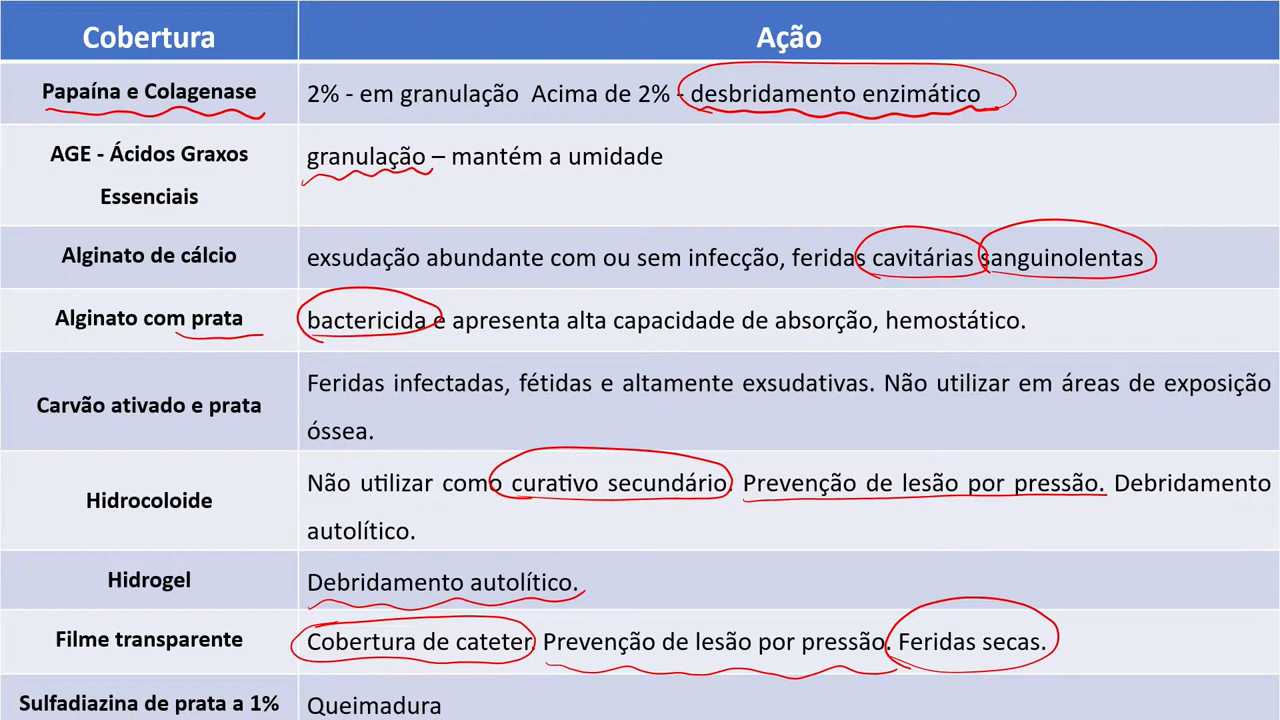 Cobertura Ação
Papaína e Colagenase 2% - em granulação Acima de 2% - desbridamento enzimático
AGE - Ácidos Graxos
Essenciais
granulação – mantém a umidade
Alginato de cálcio exsudação abundante com ou sem infecção, feridas cavitárias sanguinolentas
Alginato com prata bactericida e apresenta alta capacidade de absorção, hemostático.
Carvão ativado e prata
Feridas infectadas, fétidas e altamente exsudativas. Não utilizar em áreas de exposição
óssea.
Hidrocoloide
Não utilizar como curativo secundário. Prevenção de lesão por pressão. Debridamento
autolítico.
Hidrogel Debridamento autolítico.
Filme transparente Cobertura de cateter. Prevenção de lesão por pressão. Feridas secas.
Sulfadiazina de prata a 1% Queimadura